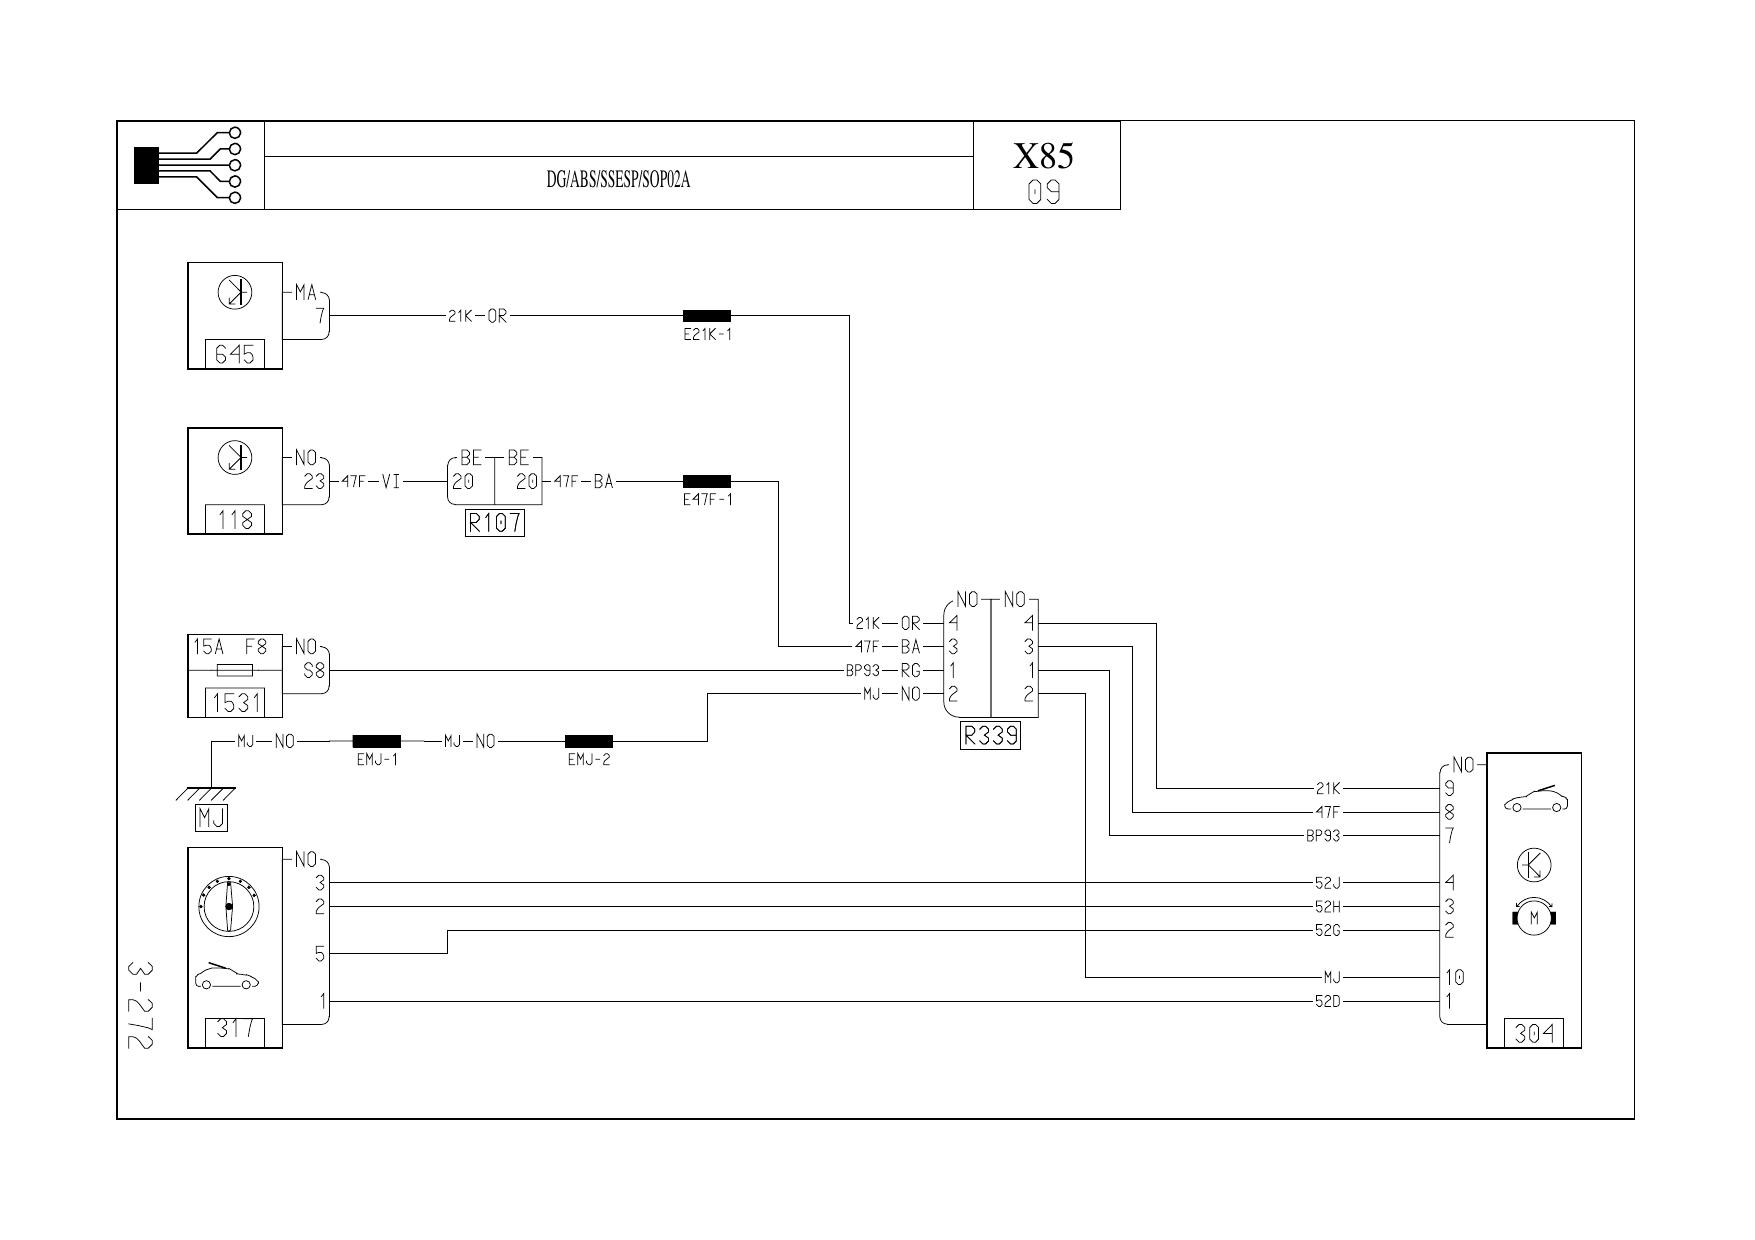 X85
DG/ABS/SSESP/SOP02A
09
MA
7 21K-OR
E21K-1
645
NO BE BE
23 47F-VI 20 20 47F-BA
E47F-1
118 R107
NO NO
21K-OR 4 4
15A F8 NO 47F-BA 3 3
S8 BP93-RG 1 1
1531 MJ-NO 2 2
R339
MJ-NO MJ-NO
EMJ-1 EMJ-2
NO
21K 9
MJ 47F 8
BP93 7
NO
3 52J 4
2 52H 3
M
52G 2
5
MJ 10
1 52D 1
317 304
3-272